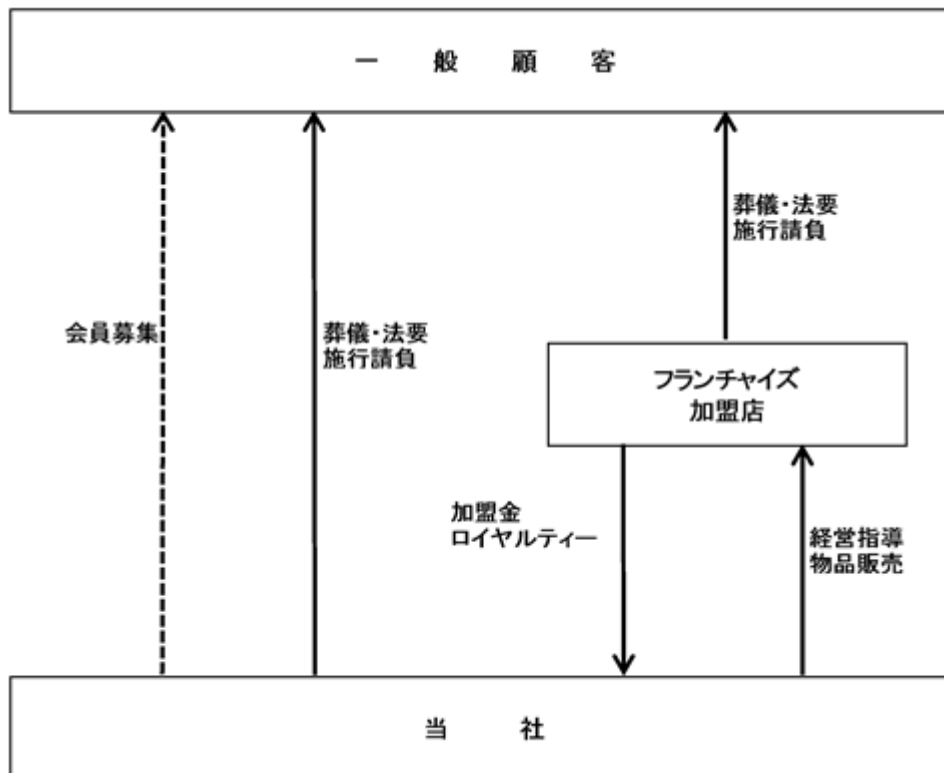 一般顧客
葬儀・法要
施行請負
会員募集
葬儀・法要
施行請負
フランチャイズ
加盟店
加盟金
ロイヤルティー
経営指導
物品販売
当社